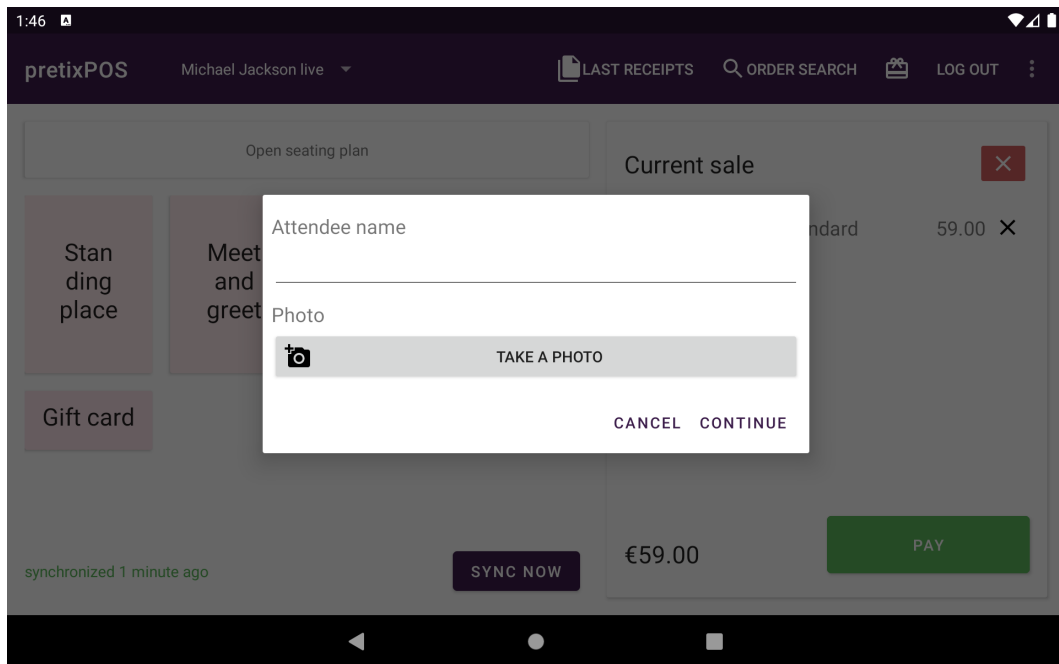 1:46
pretixPOS
Michael Jackson live
LAST RECEIPTS
ORDER SEARCH
LOG OUT
Open seating plan
Current sale
ndard
59.00
Stan
ding
place
Meet
and
greet
Attendee name
Photo
TAKE A PHOTO
CANCEL
CONTINUE
Gift card
€59.00
PAY
synchronized 1 minute ago
SYNC NOW